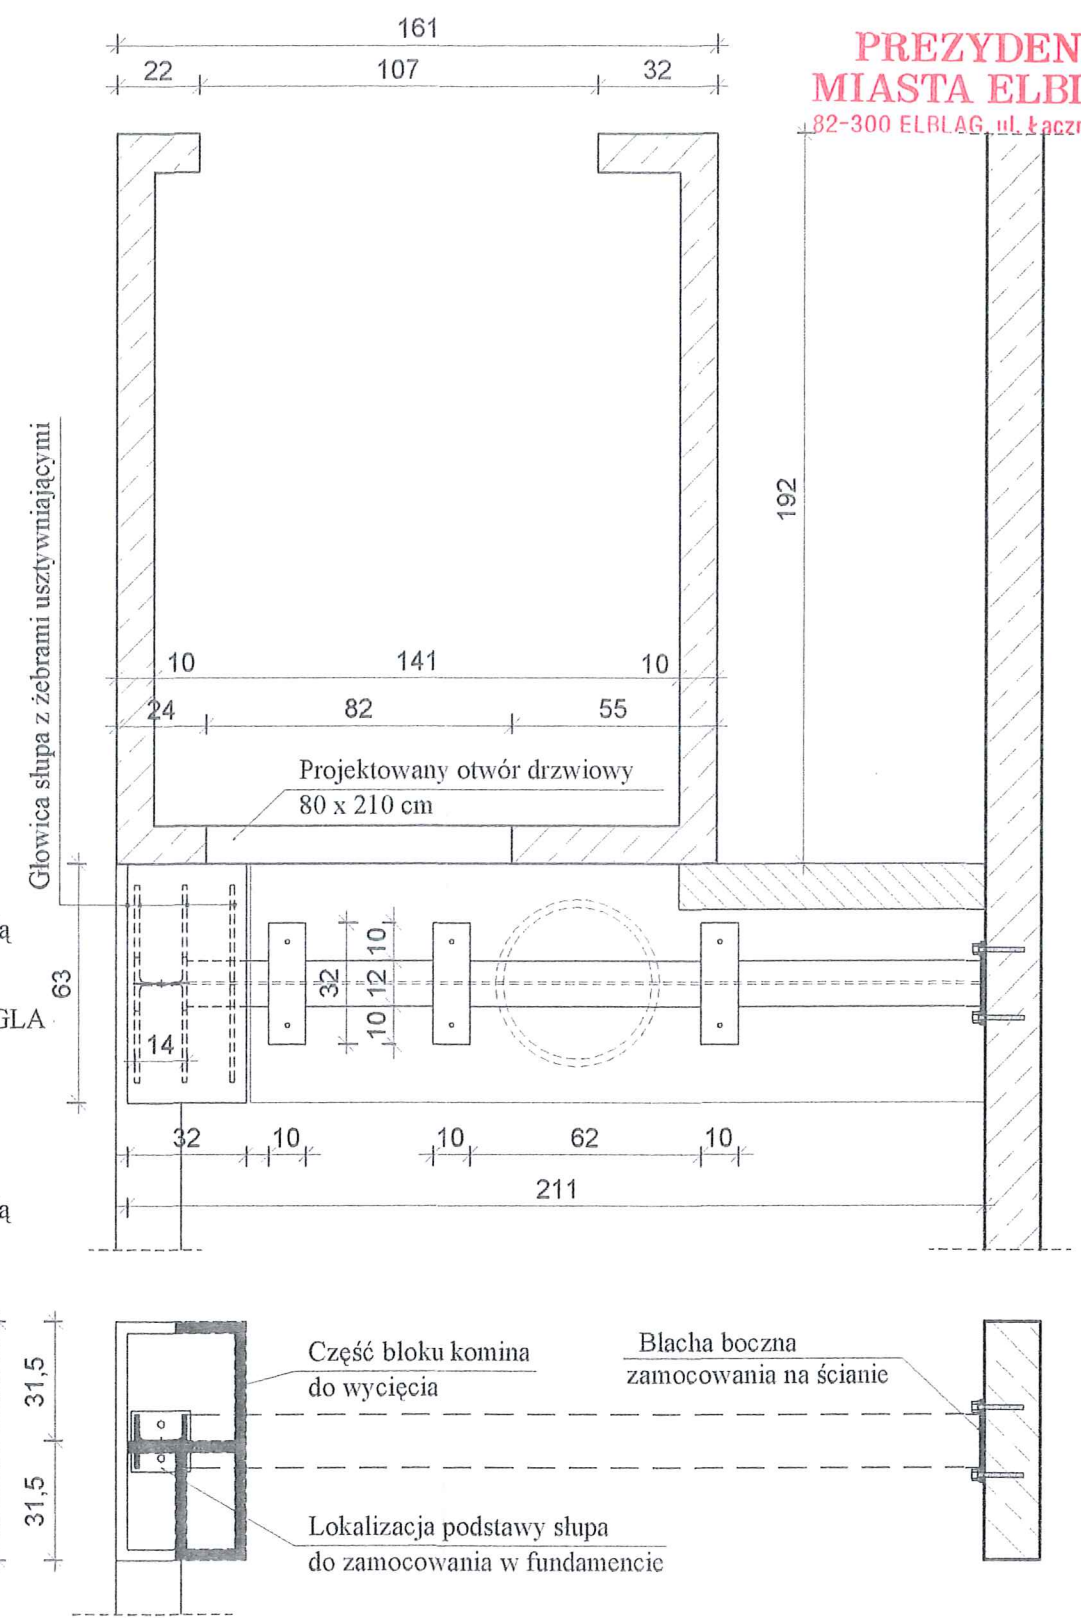 161
22 107 32
PREZYDEN
MIASTA ELBL
82-300 ELBLĄG, ul. Łączn
Głowica słupa z żebrami usztywniającymi
192
10 141 10
24 82 55
Projektowany otwór drzwiowy
80 x 210 cm
ą
63
GLA
32
10
12
10
14
32 10 10 62 10
211
ą
31,5
31,5
Część bloku komina
do wycięcia
Blacha boczna
zamocowania na ścianie
Lokalizacja podstawy słupa
do zamocowania w fundamencie